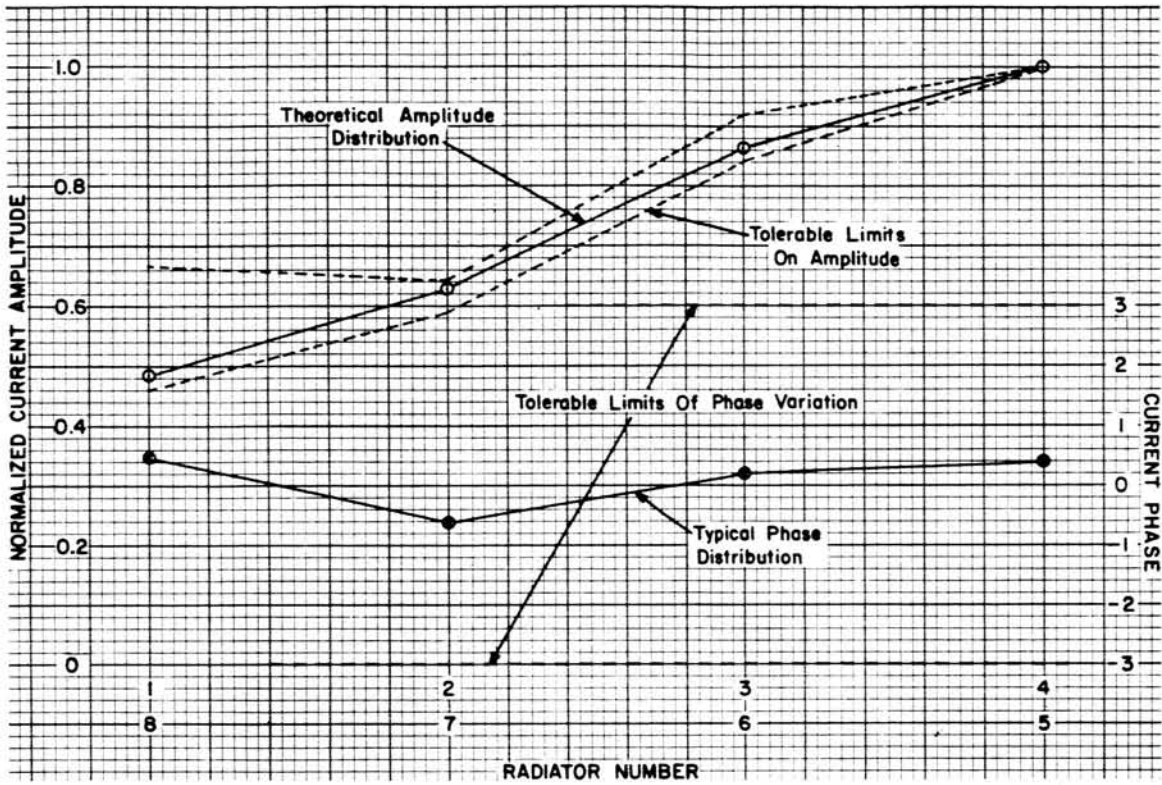 1.0
Theoretical Amplitude
Distribution
0.8
Tolerable Limits
On Amplitude
0.6
3
2
Tolerable Limits Of Phase Variation
0.4
1
0
Typical Phase
Distribution
0.2
-1
-2
0
-3
1
2
3
4
8
7
6
5
RADIATOR NUMBER
NORMALIZED CURRENT AMPLITUDE
CURRENT PHASE